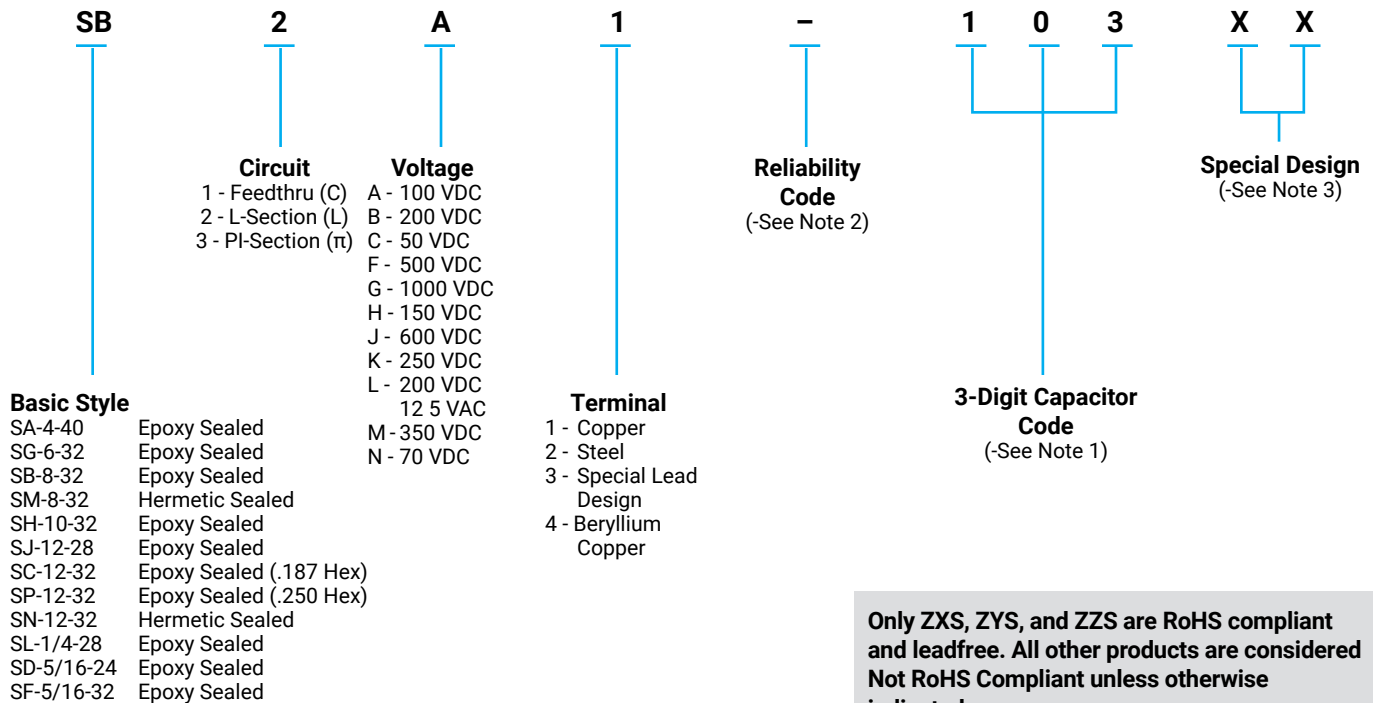 SB 2 A 1 – 1 0 3 X X
Circuit
1 - Feedthru (C)
2 - L-Section (L)
3 - PI-Section (π)
Voltage
A - 100 VDC
B - 200 VDC
C - 50 VDC
F - 500 VDC
G - 1000 VDC
H - 150 VDC
J - 600 VDC
K - 250 VDC
L - 200 VDC
12 5 VAC
M - 350 VDC
N - 70 VDC
Reliability
Code
(-See Note 2)
Special Design
(-See Note 3)
Basic Style
SA-4-40 Epoxy Sealed
SG-6-32 Epoxy Sealed
SB-8-32 Epoxy Sealed
SM-8-32 Hermetic Sealed
SH-10-32 Epoxy Sealed
SJ-12-28 Epoxy Sealed
SC-12-32 Epoxy Sealed (.187 Hex)
SP-12-32 Epoxy Sealed (.250 Hex)
SN-12-32 Hermetic Sealed
SL-1/4-28 Epoxy Sealed
SD-5/16-24 Epoxy Sealed
SF-5/16-32 Epoxy Sealed
Terminal
1 - Copper
2 - Steel
3 - Special Lead
Design
4 - Beryllium
Copper
3-Digit Capacitor
Code
(-See Note 1)
Only ZXS, ZYS, and ZZS are RoHS compliant
and leadfree. All other products are considered
Not RoHS Compliant unless otherwise